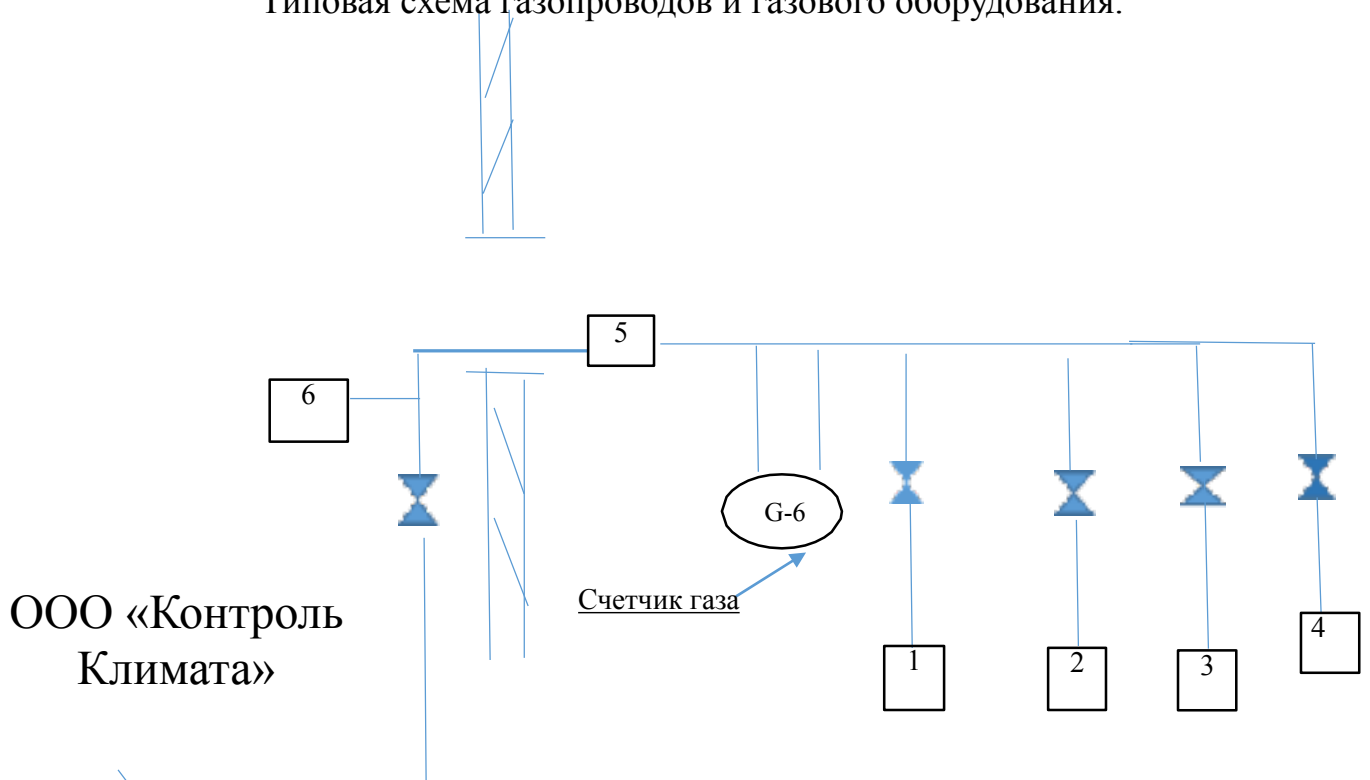 Типовая схема газопроводов и газового оборудования.
5
6
G-6
Счетчик газа
ООО «Контроль
Климата»
1
2
3
4